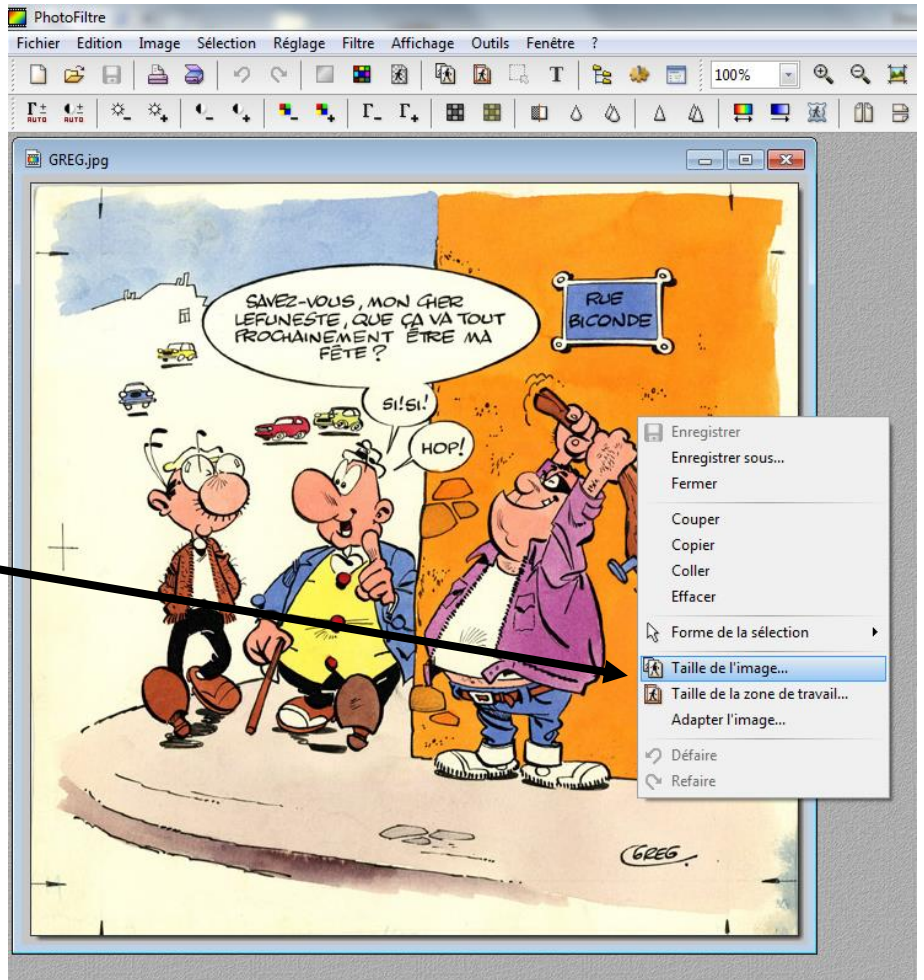 PhotoFiltre
Fichier Edition Image Sélection Réglage Filtre Affichage Outils Fenêtre ?
T 100%
AUTO AUTO
GREG.jpg
SAVEZ-VOUS, MON CHER
LEFUNESTE, QUE ÇA VA TOUT
PROCHAINEMENT ÊTRE MA
FÊTE ?
RUE
BICONDE
SI! SI!
HOP!
Enregistrer
Enregistrer sous...
Fermer
Couper
Copier
Coller
Effacer
Forme de la sélection
Taille de l'image...
Taille de la zone de travail...
Adapter l'image...
Défaire
Refaire
GREG